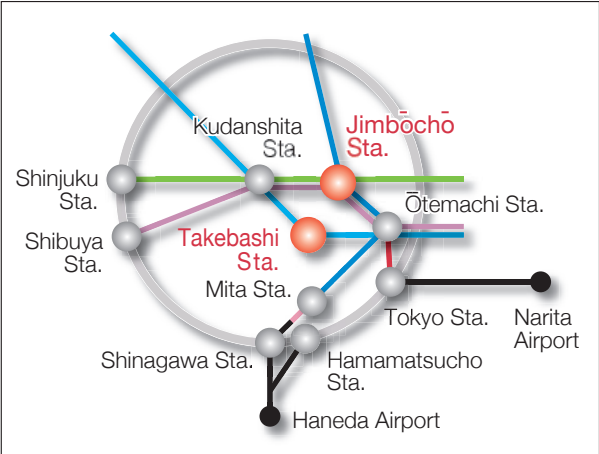 Kudanshita
Sta.
Jimbōchō
Sta.
Shinjuku
Sta.
Ōtemachi Sta.
Shibuya
Sta.
Takebashi
Sta.
Mita Sta.
Tokyo Sta.
Narita
Airport
Shinagawa Sta.
Hamamatsucho
Sta.
Haneda Airport